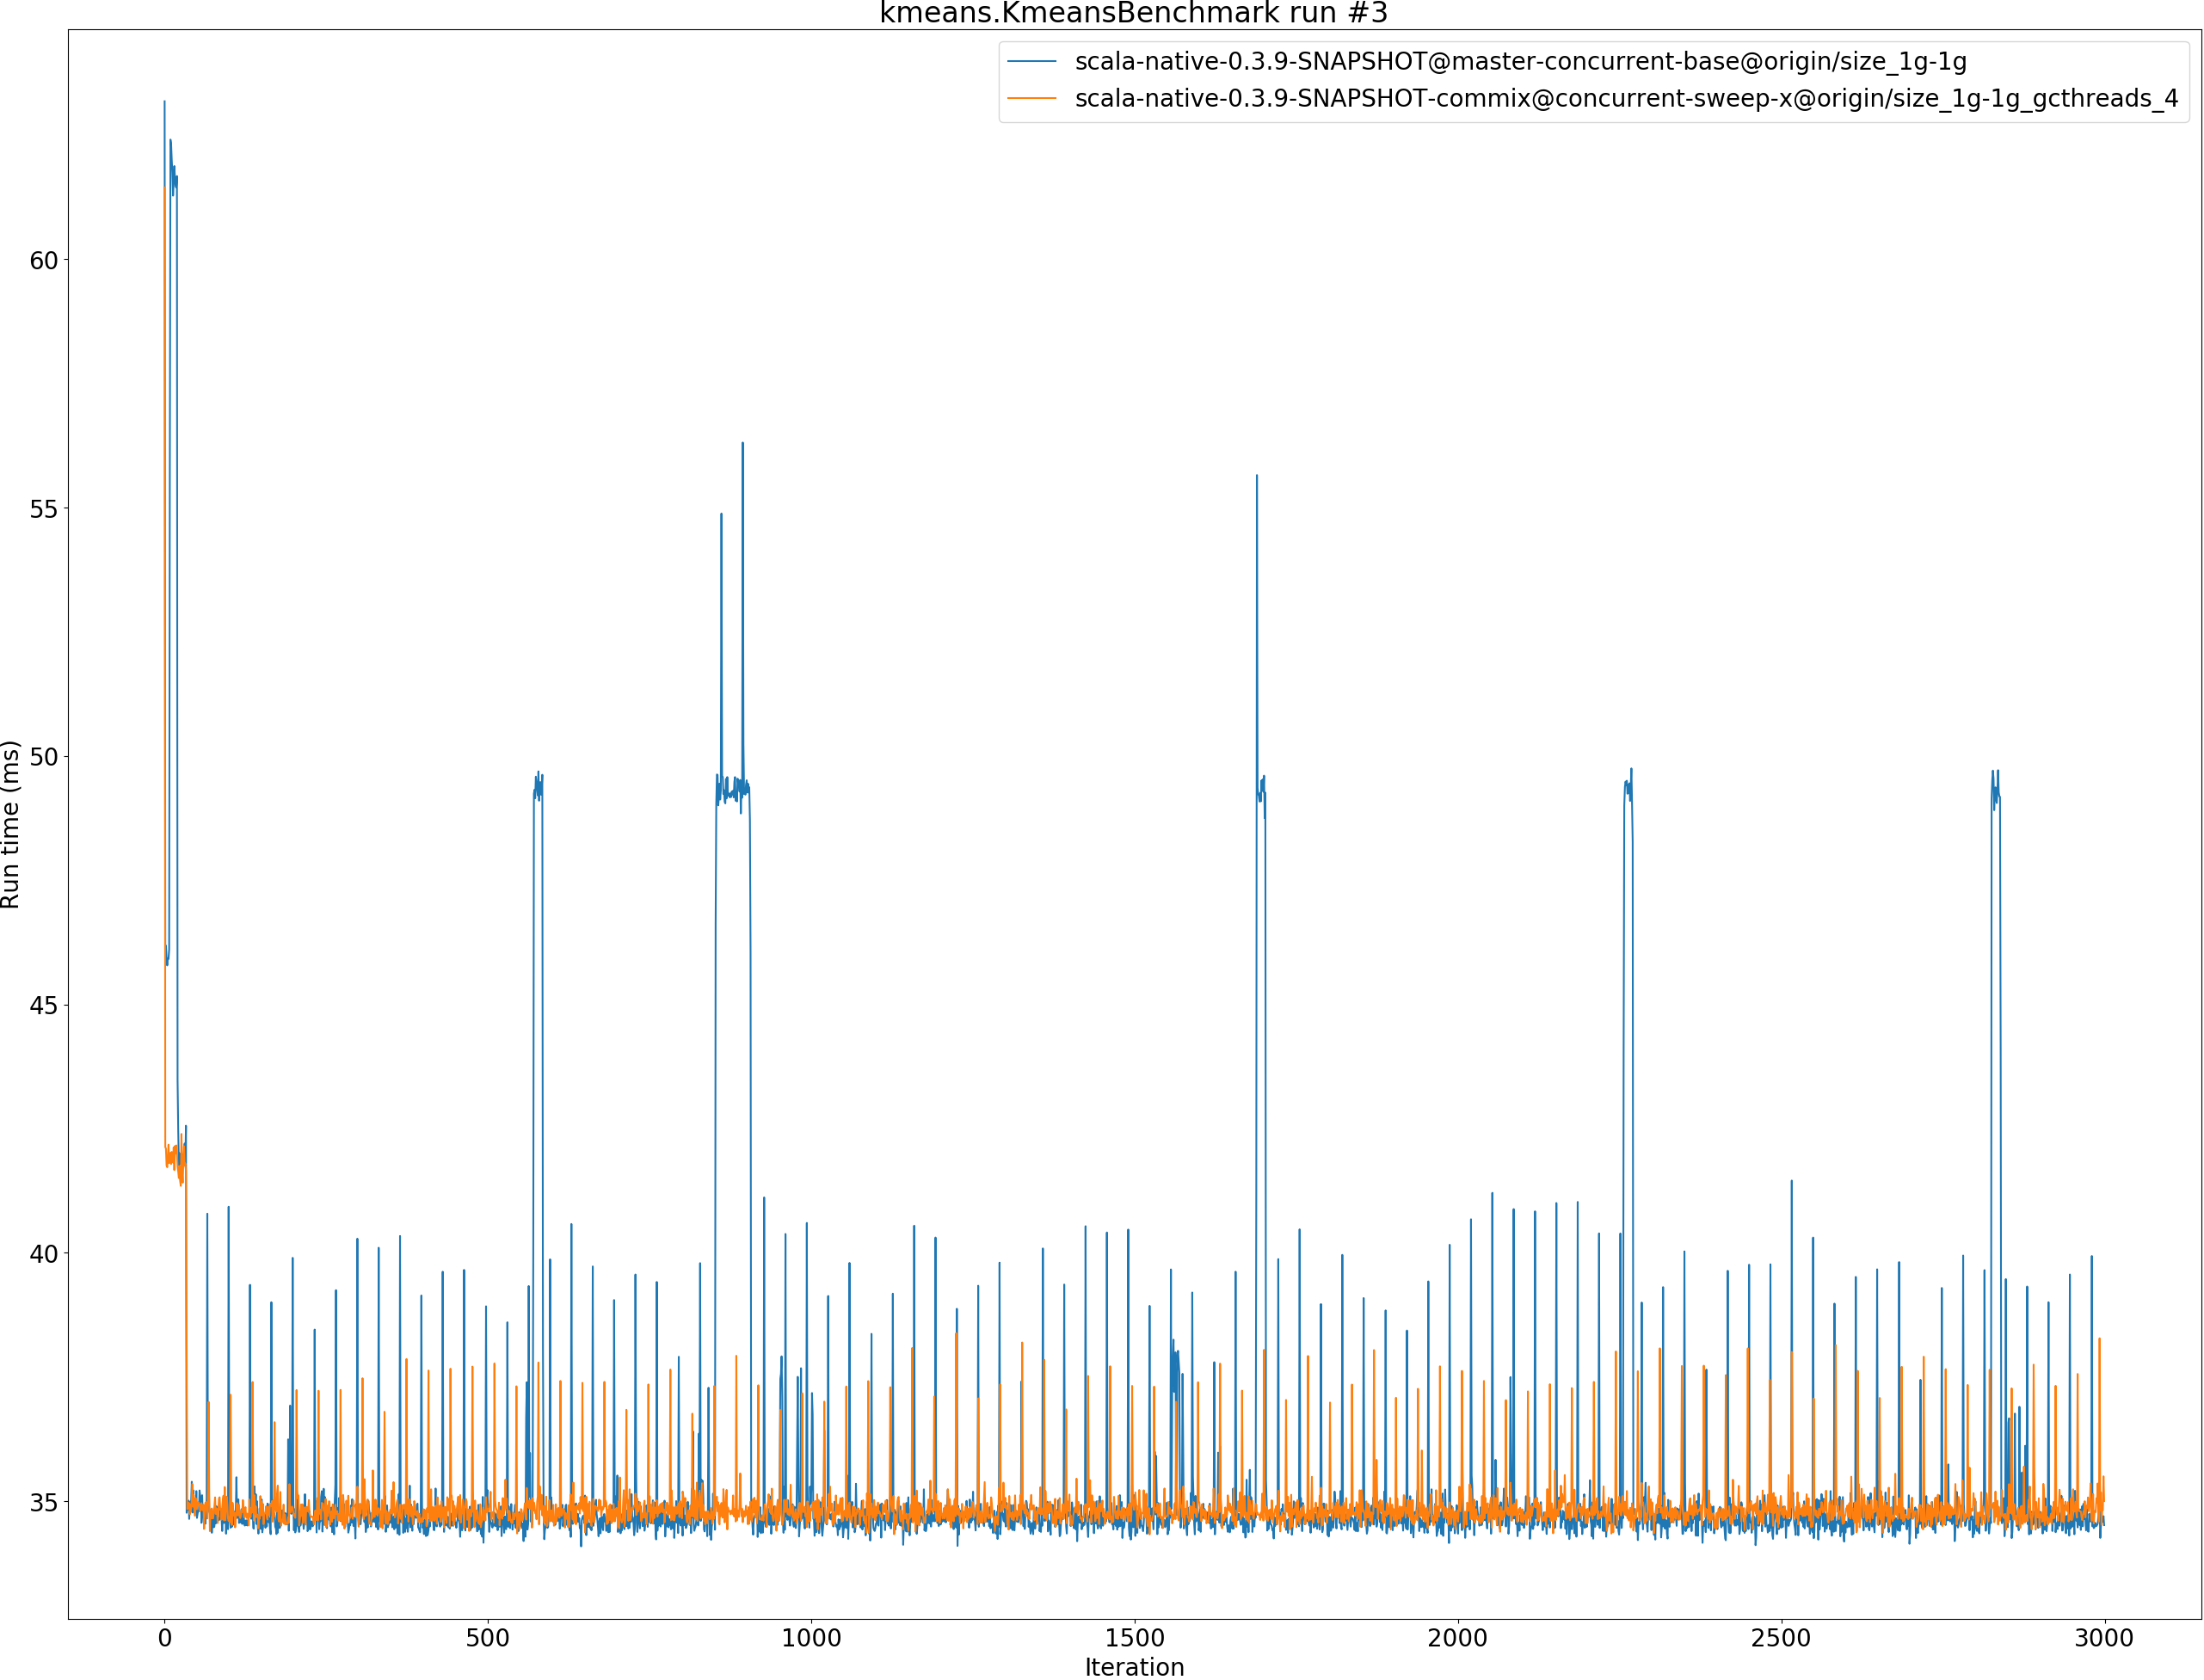 kmeans.KmeansBenchmark run #3
scala-native-0.3.9-SNAPSHOT@master-concurrent-base@origin/size_1g-1g
scala-native-0.3.9-SNAPSHOT-commix@concurrent-sweep-x@origin/size_1g-1g_gcthreads_4
60
55
50
45
40
35
Run time (ms)
0 500 1000 1500 2000 2500 3000
Iteration